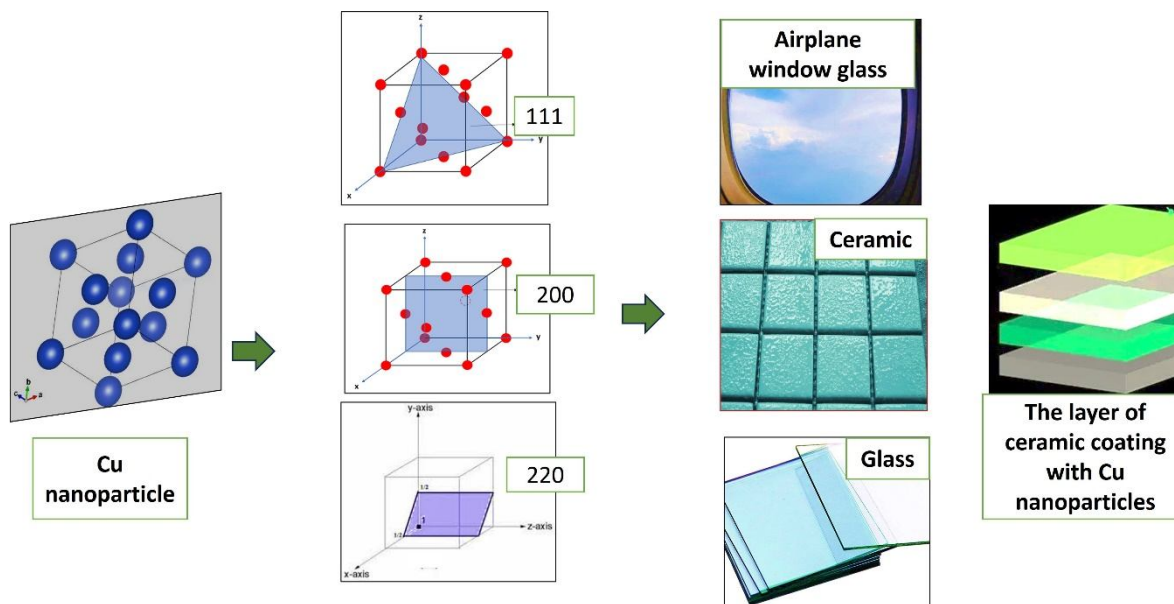 Cu
nanoparticle
b
c
a
z
111
y
x
z
200
y
x
y-axis
220
1/2
1
1/2
z-axis
x-axis
Airplane
window glass
Ceramic
Glass
The layer of
ceramic coating
with Cu
nanoparticles